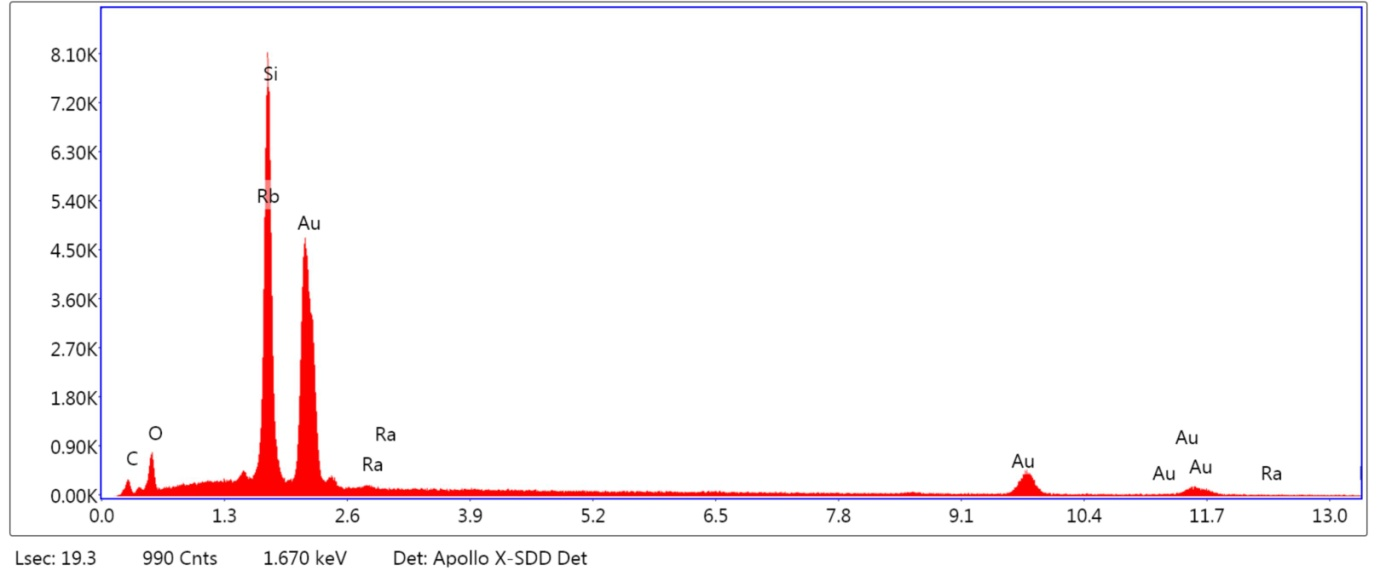 8.10K
Si
7.20K
6.30K
5.40K
Rb
Au
4.50K
3.60K
2.70K
1.80K
0.90K
O
Ra
Au
C
Ra
Au
Au
Au
Ra
0.00K
0.0 1.3 2.6 3.9 5.2 6.5 7.8 9.1 10.4 11.7 13.0
Lsec: 19.3 990 Cnts 1.670 keV Det: Apollo X-SDD Det